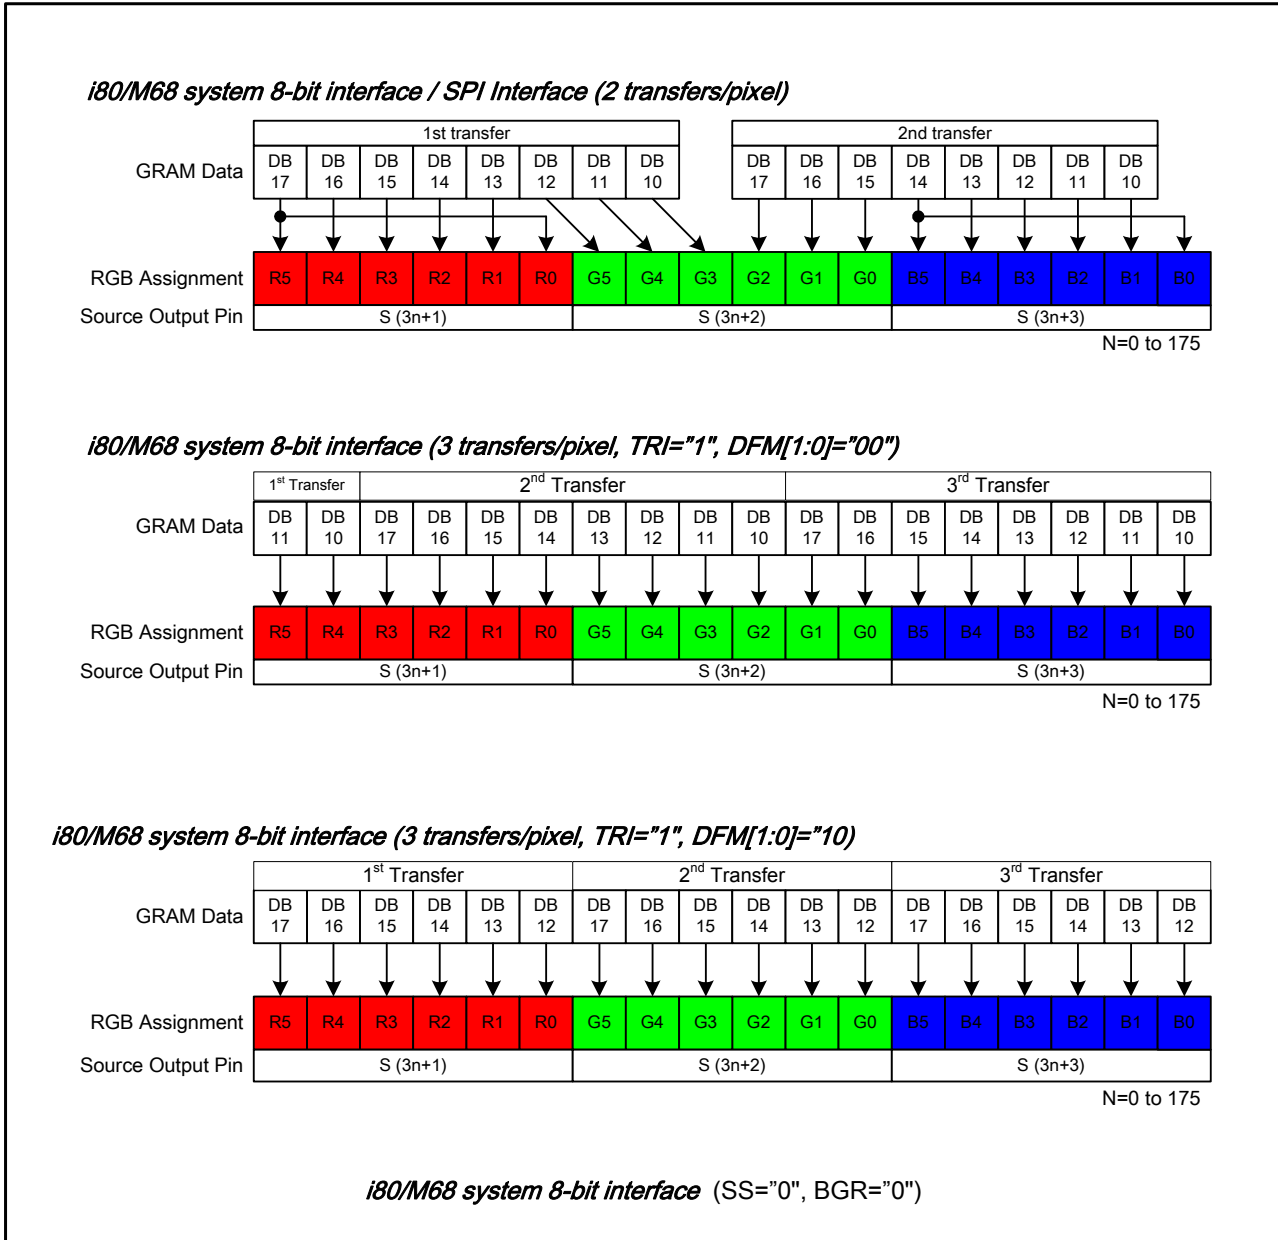 i80/M68 system 8-bit interface / SPI Interface (2 transfers/pixel)
1st transfer 2nd transfer
GRAM Data DB 17 DB 16 DB 15 DB 14 DB 13 DB 12 DB 11 DB 10 DB 17 DB 16 DB 15 DB 14 DB 13 DB 12 DB 11 DB 10
RGB Assignment R5 R4 R3 R2 R1 R0 G5 G4 G3 G2 G1 G0 B5 B4 B3 B2 B1 B0
Source Output Pin S (3n+1) S (3n+2) S (3n+3)
N=0 to 175
i80/M68 system 8-bit interface (3 transfers/pixel, TRI=”1", DFM[1:0]=”00")
1st Transfer 2nd Transfer 3rd Transfer
GRAM Data DB 11 DB 10 DB 17 DB 16 DB 15 DB 14 DB 13 DB 12 DB 11 DB 10 DB 17 DB 16 DB 15 DB 14 DB 13 DB 12 DB 11 DB 10
RGB Assignment R5 R4 R3 R2 R1 R0 G5 G4 G3 G2 G1 G0 B5 B4 B3 B2 B1 B0
Source Output Pin S (3n+1) S (3n+2) S (3n+3)
N=0 to 175
i80/M68 system 8-bit interface (3 transfers/pixel, TRI=”1", DFM[1:0]=”10)
1st Transfer 2nd Transfer 3rd Transfer
GRAM Data DB 17 DB 16 DB 15 DB 14 DB 13 DB 12 DB 17 DB 16 DB 15 DB 14 DB 13 DB 12 DB 17 DB 16 DB 15 DB 14 DB 13 DB 12
RGB Assignment R5 R4 R3 R2 R1 R0 G5 G4 G3 G2 G1 G0 B5 B4 B3 B2 B1 B0
Source Output Pin S (3n+1) S (3n+2) S (3n+3)
N=0 to 175
i80/M68 system 8-bit interface (SS=”0", BGR=”0")